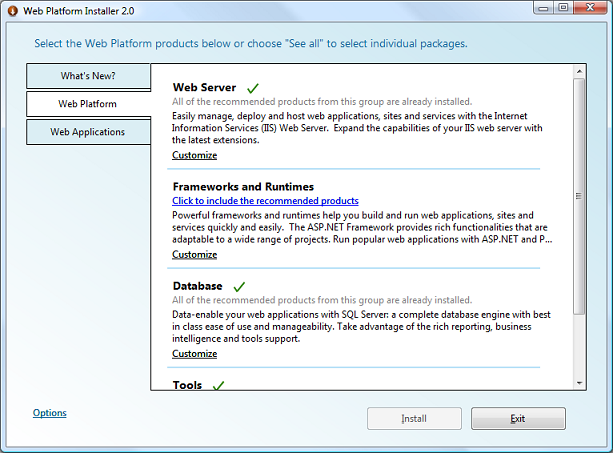 Web Platform Installer 2.0
Select the Web Platform products below or choose "See all" to select individual packages.
What's New?
Web Platform
Web Applications
Web Server
All of the recommended products from this group are already installed.
Easily manage, deploy and host web applications, sites and services with the Internet
Information Services (IIS) Web Server.  Expand the capabilities of your IIS web server with
the latest extensions.
Customize
Frameworks and Runtimes
Click to include the recommended products
Powerful frameworks and runtimes help you build and run web applications, sites and
services quickly and easily.  The ASP.NET Framework provides rich functionalities that are
adaptable to a wide range of projects. Run popular web applications with ASP.NET and P...
Customize
Database
All of the recommended products from this group are already installed.
Data-enable your web applications with SQL Server: a complete database engine with best
in class ease of use and manageability. Take advantage of the rich reporting, business
intelligence and tools support.
Customize
Tools
Options
Install
Exit